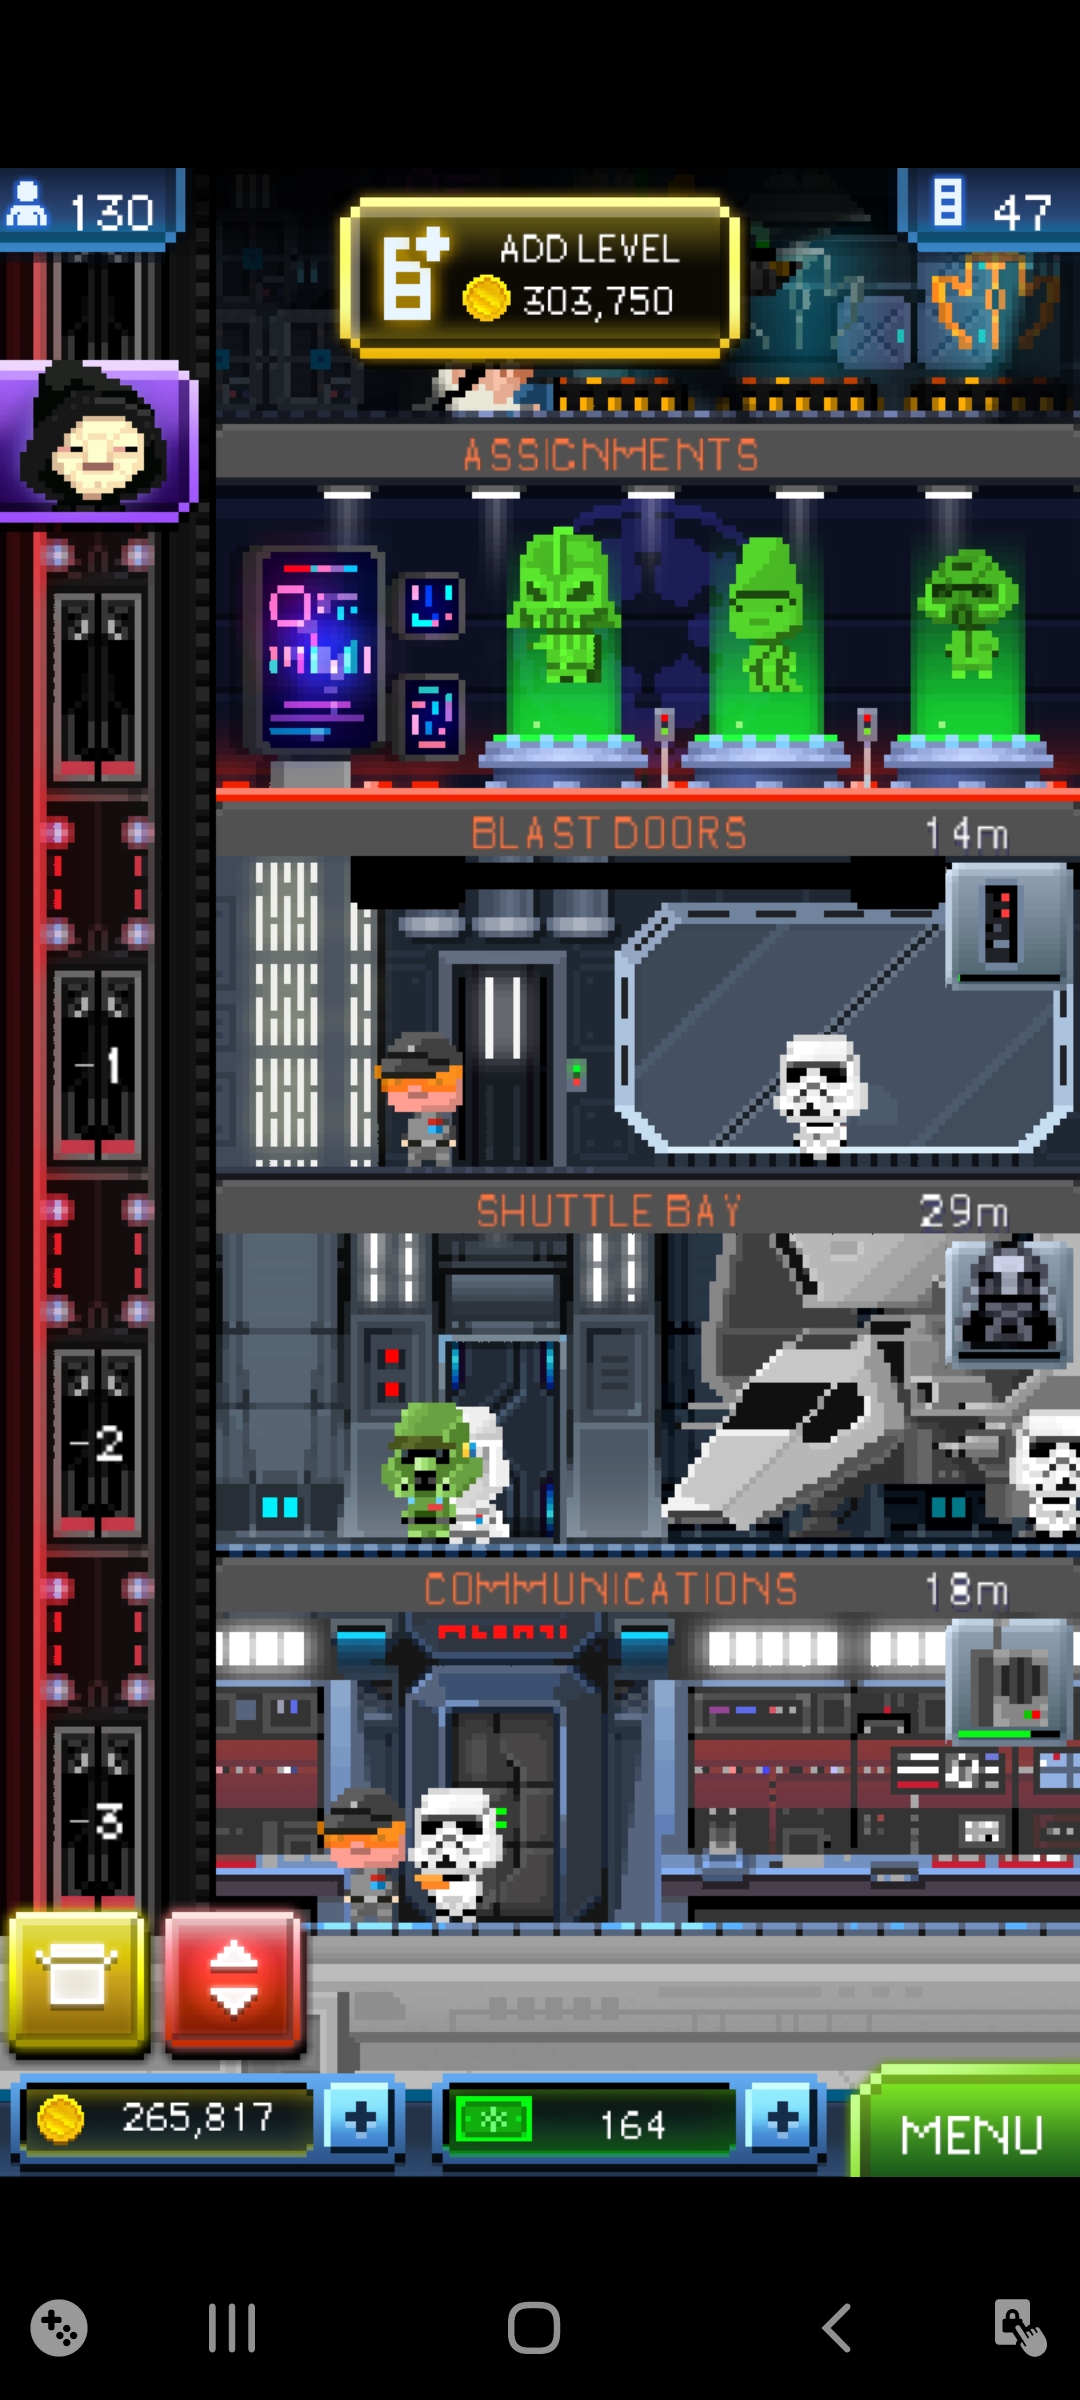 130
ADD LEVEL
303,750
47
ASSIGNMENTS
BLAST DOORS 14m
-1
SHUTTLE BAY 29m
-2
COMMUNICATIONS 18m
-3
265,817
164
MENU